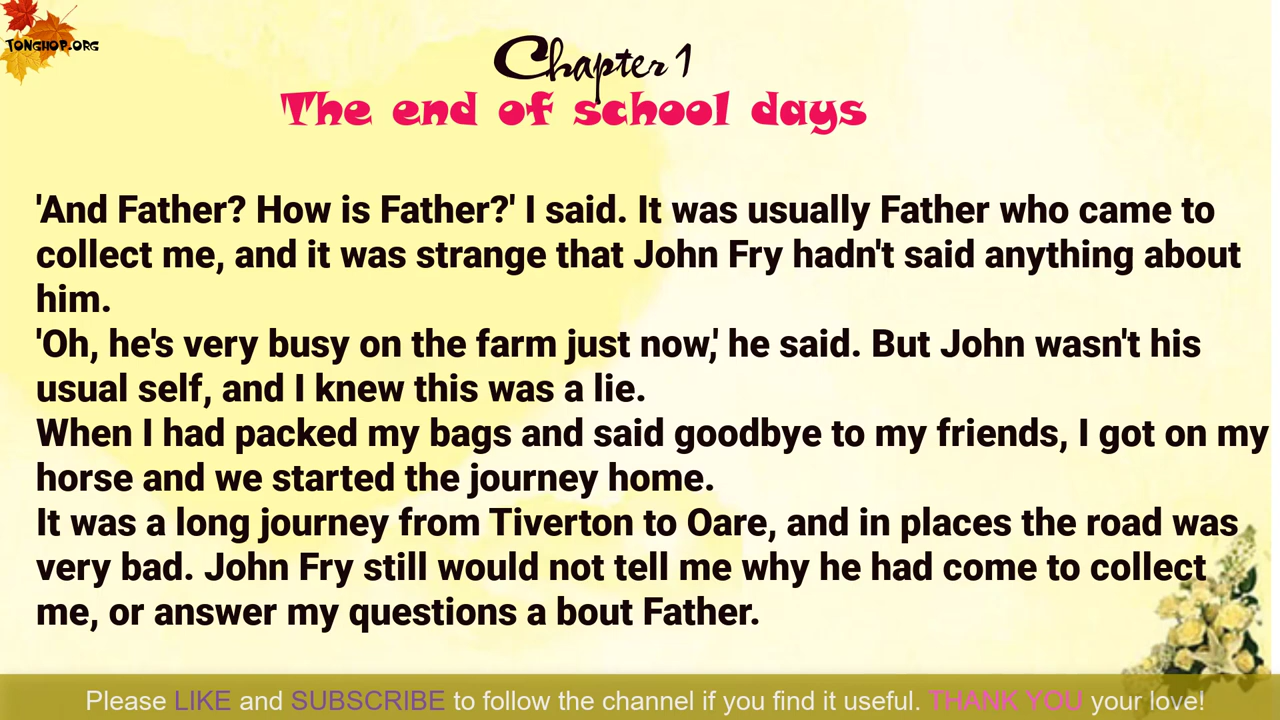 TONGHOP.ORG
Chapter 1
The end of school days
'And Father? How is Father?' I said. It was usually Father who came to
collect me, and it was strange that John Fry hadn't said anything about
him.
'Oh, he's very busy on the farm just now,' he said. But John wasn't his
usual self, and I knew this was a lie.
When I had packed my bags and said goodbye to my friends, I got on my
horse and we started the journey home.
It was a long journey from Tiverton to Oare, and in places the road was
very bad. John Fry still would not tell me why he had come to collect
me, or answer my questions a bout Father.
Please LIKE and SUBSCRIBE to follow the channel if you find it useful. THANK YOU your love!